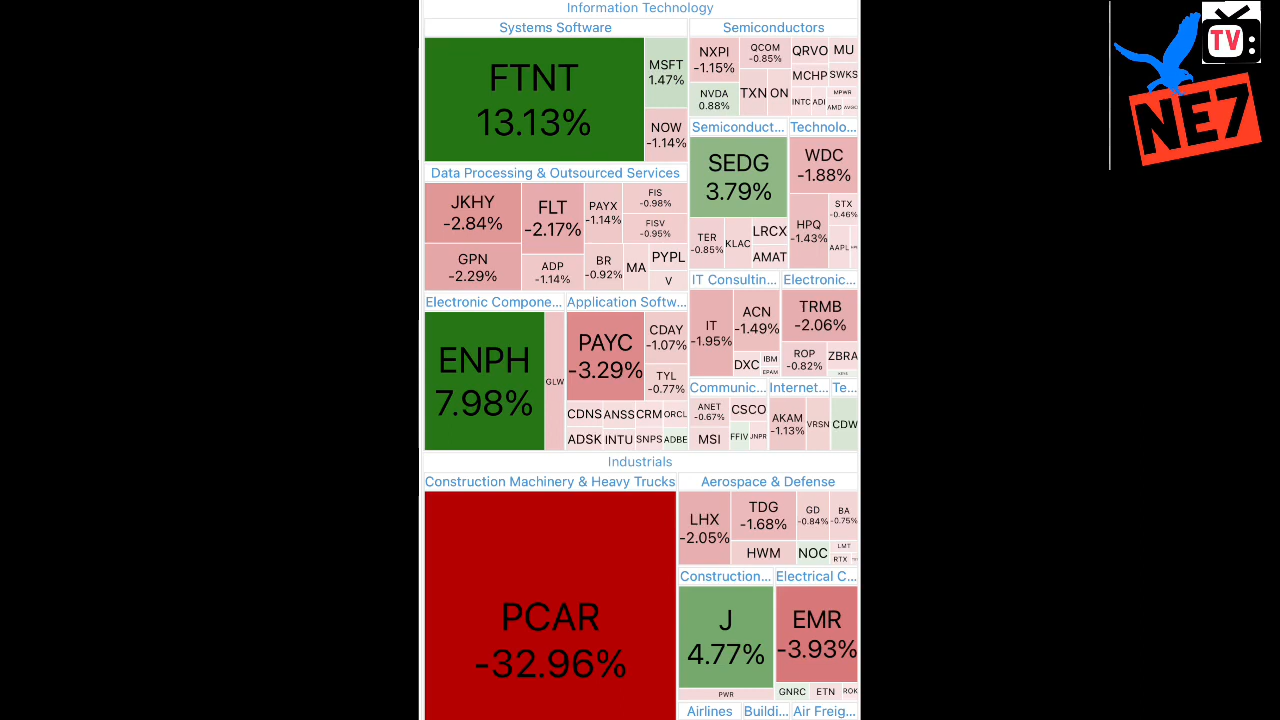 Information Technology
Systems Software
FTNT
13.13%
MSFT
1.47%
NOW
-1.14%
Semiconductors
NXPI
-1.15%
QCOM
-0.85%
QRVO
MU
NVDA
0.88%
TXN
ON
MCHP
SWKS
INTC
ADI
MPWR
AMD
AVGO
Data Processing & Outsourced Services
JKHY
-2.84%
FLT
-2.17%
PAYX
-1.14%
FIS
-0.98%
FISV
-0.95%
GPN
-2.29%
ADP
-1.14%
BR
-0.92%
MA
PYPL
V
Semiconduct...
SEDG
3.79%
TER
-0.85%
KLAC
LRCX
AMAT
Technolo...
WDC
-1.88%
HPQ
-1.43%
STX
-0.46%
AAPL
Electronic Compone...
ENPH
7.98%
GLW
Application Softw...
PAYC
-3.29%
CDAY
-1.07%
TYL
-0.77%
CDNS
ANSS
CRM
ORCL
ADSK
INTU
SNPS
ADBE
IT Consultin...
IT
-1.95%
ACN
-1.49%
DXC
IBM
EPAM
Electronic...
TRMB
-2.06%
ROP
-0.82%
ZBRA
KEYS
Communic...
ANET
-0.67%
CSCO
MSI
FFIV
JNPR
Internet...
AKAM
-1.13%
VRSN
Te...
CDW
Industrials
Construction Machinery & Heavy Trucks
PCAR
-32.96%
Aerospace & Defense
LHX
-2.05%
TDG
-1.68%
GD
-0.84%
BA
-0.75%
HWM
NOC
LMT
RTX
Construction...
J
4.77%
PWR
Electrical C...
EMR
-3.93%
GNRC
ETN
ROK
Airlines
Buildi...
Air Freig...
TV
NE7